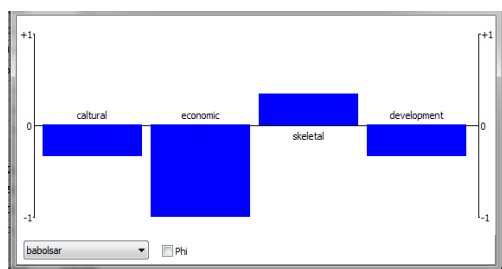 +1 +1
caltural economic development
0 0
skeletal
-1 -1
babolsar Phi